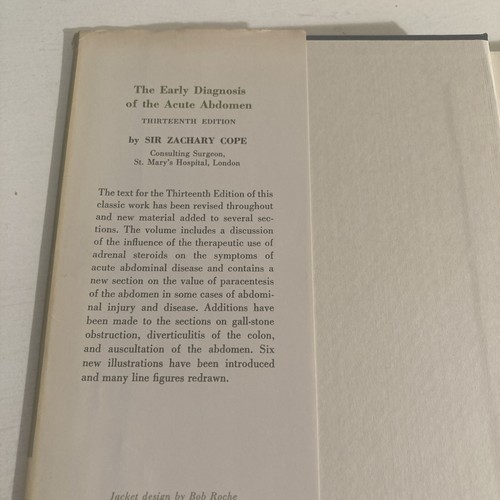 The Early Diagnosis
of the Acute Abdomen
THIRTEENTH EDITION
by SIR ZACHARY COPE
Consulting Surgeon,
St. Mary's Hospital, London
The text for the Thirteenth Edition of this
classic work has been revised throughout
and new material added to several sec-
tions. The volume includes a discussion
of the influence of the therapeutic use of
adrenal steroids on the symptoms of
acute abdominal disease and contains a
new section on the value of paracentesis
of the abdomen in some cases of abdomi-
nal injury and disease. Additions have
been made to the sections on gall-stone
obstruction, diverticulitis of the colon,
and auscultation of the abdomen. Six
new illustrations have been introduced
and many line figures redrawn.
Jacket design by Bob Roche